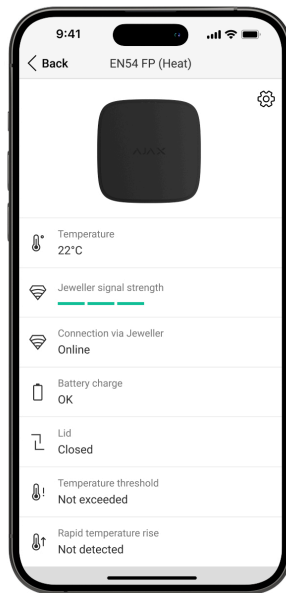 9:41
Back
EN54 FP (Heat)
AJAX
Temperature
22°C
Jeweller signal strength
Connection via Jeweller
Online
Battery charge
OK
Lid
Closed
Temperature threshold
Not exceeded
Rapid temperature rise
Not detected